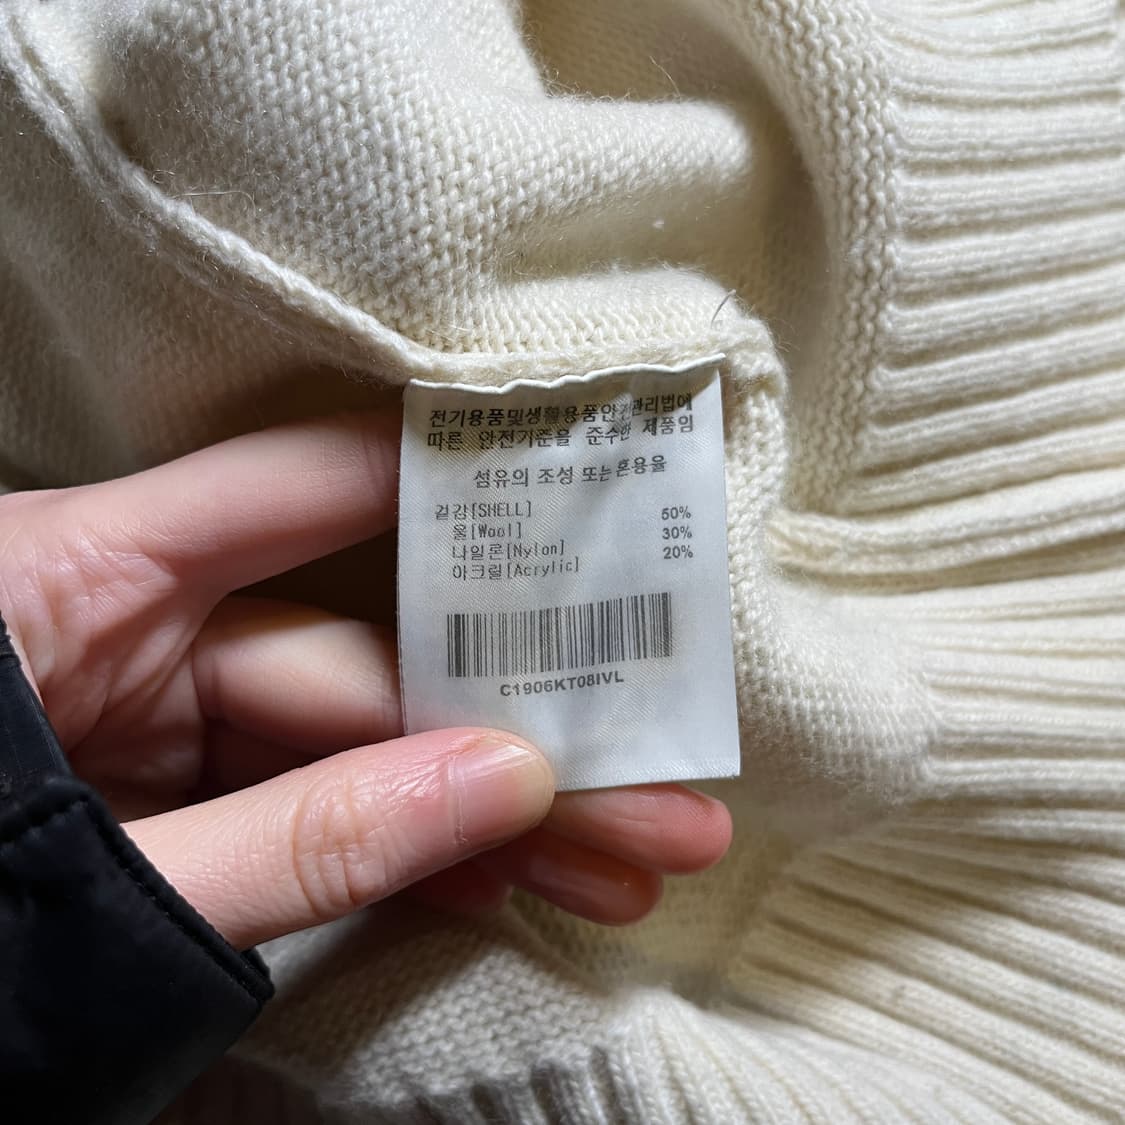 전기용품및생활용품안전관리법에
따른 안전기준을 준수한 제품임
섬유의 조성 또는 혼용율
겉감[SHELL] 50%
울[Wool] 30%
나일론[Nylon] 20%
아크릴[Acrylic]
C1906KT08IVL